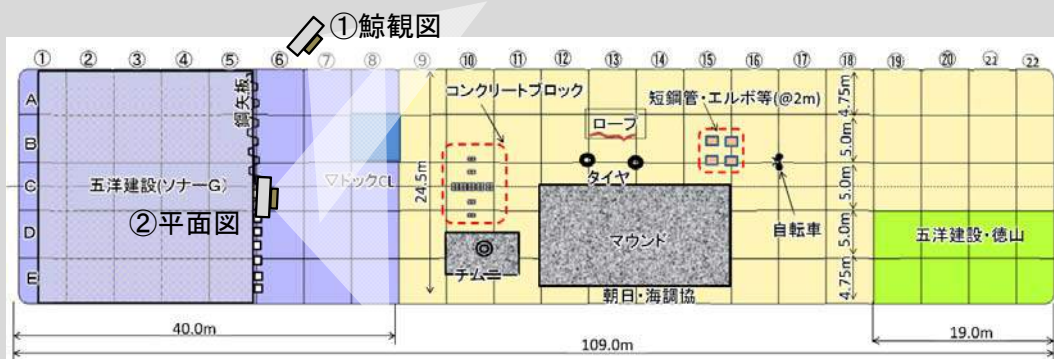 ①鯨観図
① ② ③ ④ ⑤ ⑥ ⑦ ⑧ ⑨ ⑩ ⑪ ⑫ ⑬ ⑭ ⑮ ⑯ ⑰ ⑱ ⑲ ⑳ ㉑ ㉒
A
B
C
D
E
鋼矢板
コンクリートブロック
短鋼管・エルボ等(@2m)
ロープ
タイヤ
五洋建設(ソナーG)
▽ドックCL
24.5m
4.75m
5.0m
5.0m
5.0m
4.75m
②平面図
自転車
マウンド
五洋建設・徳山
チムニー
朝日・海調協
40.0m
19.0m
109.0m